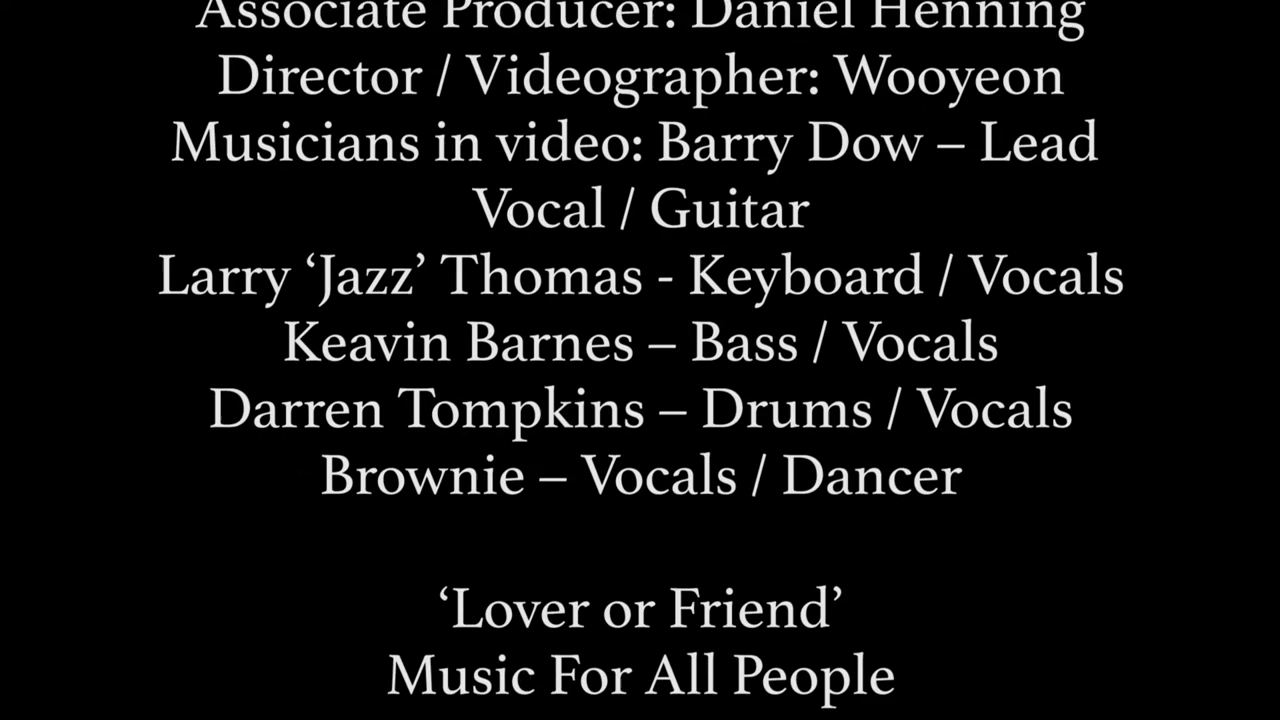 Associate Producer: Daniel Henning
Director / Videographer: Wooyeon
Musicians in video: Barry Dow – Lead
Vocal / Guitar
Larry ‘Jazz’ Thomas - Keyboard / Vocals
Keavin Barnes – Bass / Vocals
Darren Tompkins – Drums / Vocals
Brownie – Vocals / Dancer
‘Lover or Friend’
Music For All People